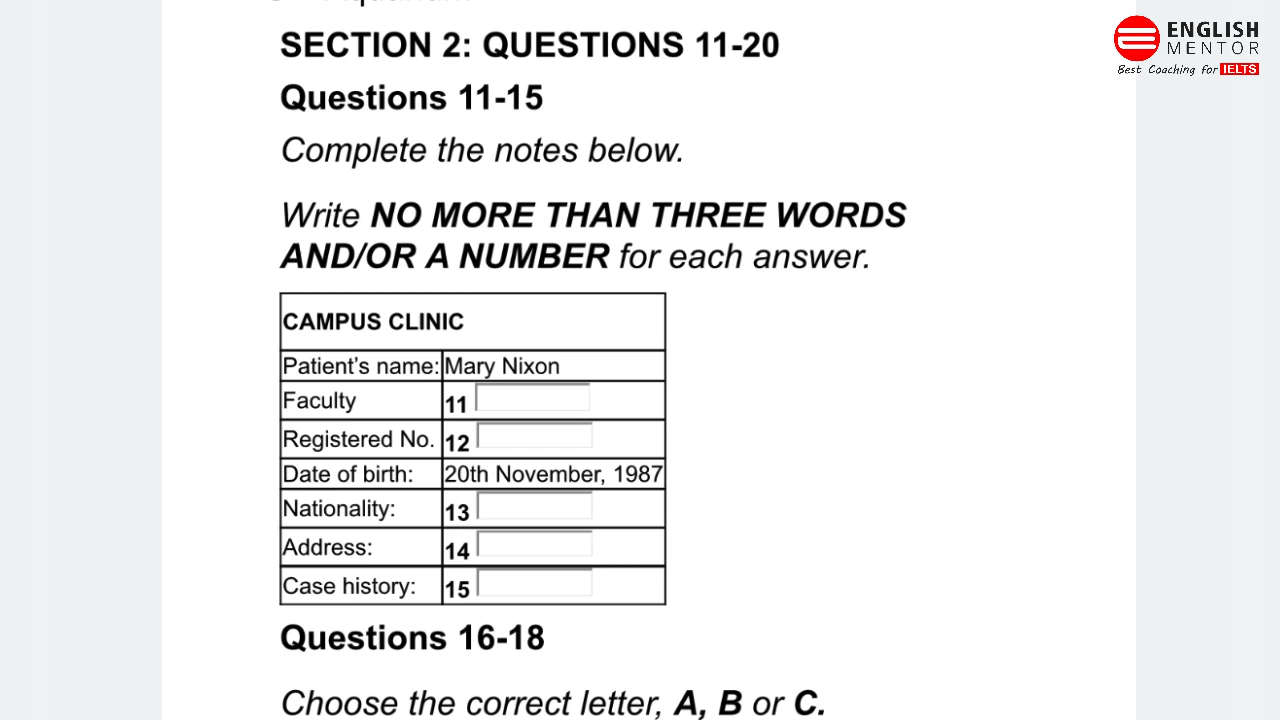 ENGLISH
MENTOR
Best Coaching for IELTS
SECTION 2: QUESTIONS 11-20
Questions 11-15
Complete the notes below.
Write NO MORE THAN THREE WORDS
AND/OR A NUMBER for each answer.
CAMPUS CLINIC
Patient’s name: Mary Nixon
Faculty 11
Registered No. 12
Date of birth: 20th November, 1987
Nationality: 13
Address: 14
Case history: 15
Questions 16-18
Choose the correct letter, A, B or C.